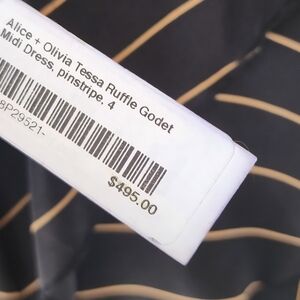 Alice + Olivia Tessa Ruffle Godet
Midi Dress, pinstripe, 4
8P29521-
$495.00